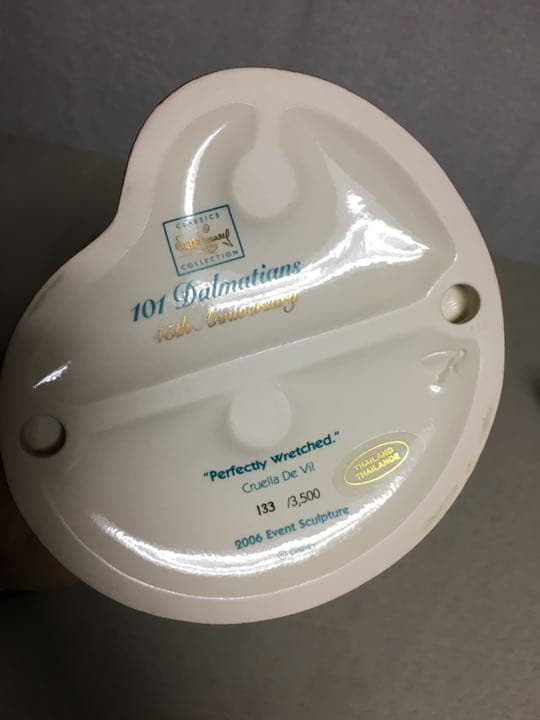 CLASSICS
Walt Disney
COLLECTION
101 Dalmatians
45th Anniversary
"Perfectly Wretched."
Cruella De Vil
133 /3,500
2006 Event Sculpture
© Disney
THAILAND
THAILANDE